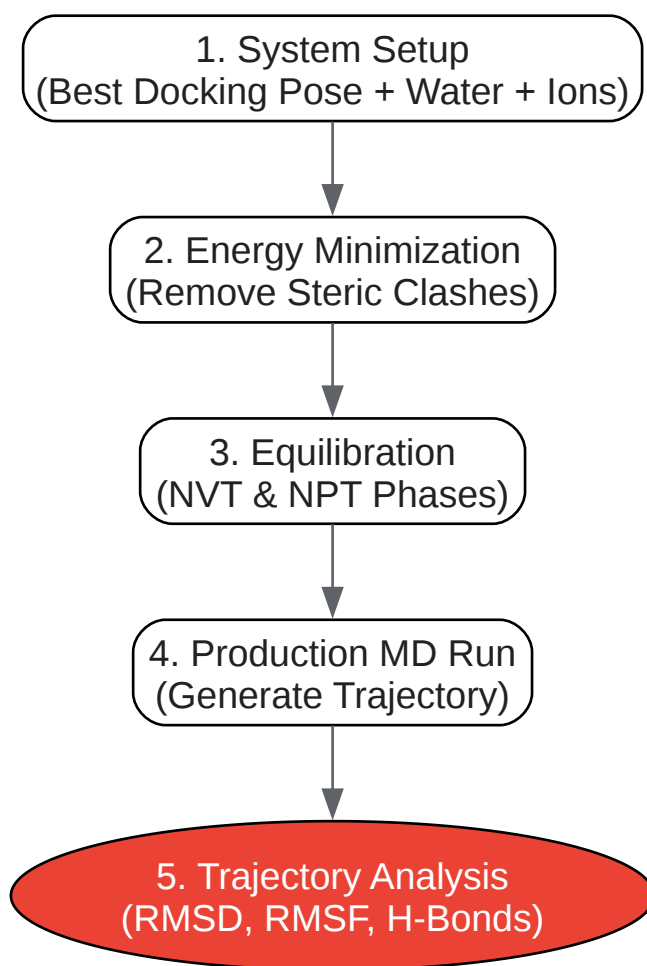 1. System Setup
(Best Docking Pose + Water + Ions)
2. Energy Minimization
(Remove Steric Clashes)
3. Equilibration
(NVT & NPT Phases)
4. Production MD Run
(Generate Trajectory)
5. Trajectory Analysis
(RMSD, RMSF, H-Bonds)